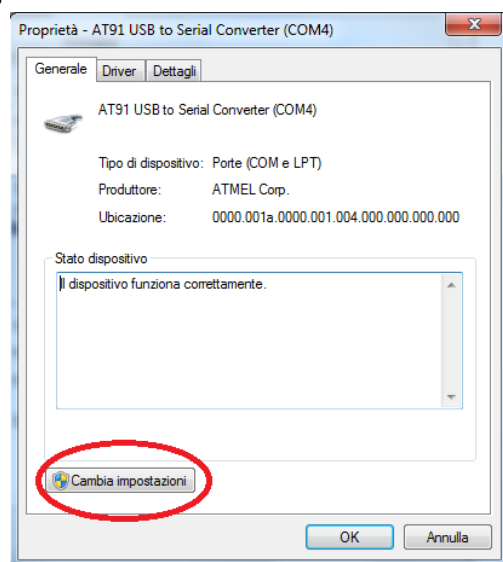 Proprietà - AT91 USB to Serial Converter (COM4)
Generale Driver Dettagli
AT91 USB to Serial Converter (COM4)
Tipo di dispositivo: Porte (COM e LPT)
Produttore: ATMEL Corp.
Ubicazione: 0000.001a.0000.001.004.000.000.000.000
Stato dispositivo
Il dispositivo funziona correttamente.
Cambia impostazioni
OK Annulla